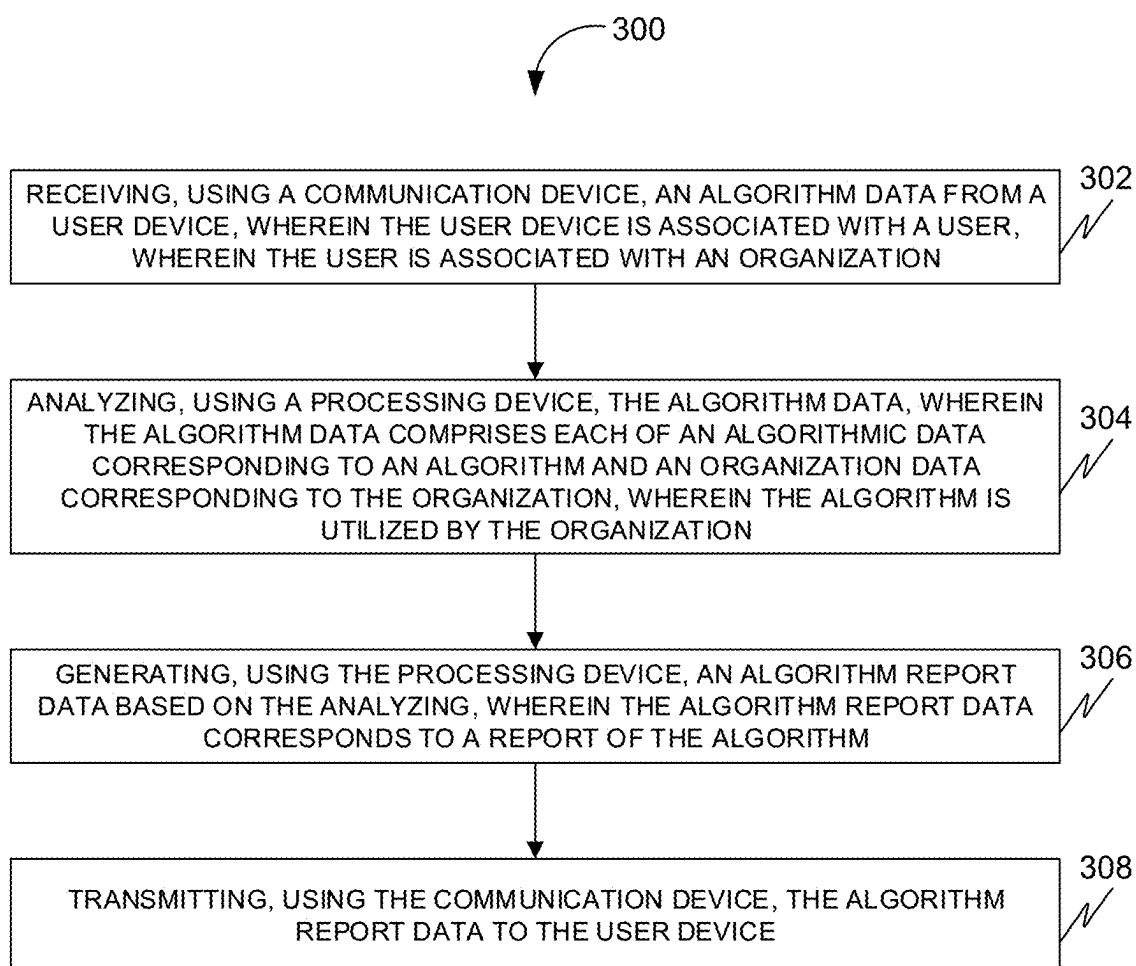 300
RECEIVING, USING A COMMUNICATION DEVICE, AN ALGORITHM DATA FROM A
USER DEVICE, WHEREIN THE USER DEVICE IS ASSOCIATED WITH A USER,
WHEREIN THE USER IS ASSOCIATED WITH AN ORGANIZATION
302
ANALYZING, USING A PROCESSING DEVICE, THE ALGORITHM DATA, WHEREIN
THE ALGORITHM DATA COMPRISES EACH OF AN ALGORITHMIC DATA
CORRESPONDING TO AN ALGORITHM AND AN ORGANIZATION DATA
CORRESPONDING TO THE ORGANIZATION, WHEREIN THE ALGORITHM IS
UTILIZED BY THE ORGANIZATION
304
GENERATING, USING THE PROCESSING DEVICE, AN ALGORITHM REPORT
DATA BASED ON THE ANALYZING, WHEREIN THE ALGORITHM REPORT DATA
CORRESPONDS TO A REPORT OF THE ALGORITHM
306
TRANSMITTING, USING THE COMMUNICATION DEVICE, THE ALGORITHM
REPORT DATA TO THE USER DEVICE
308